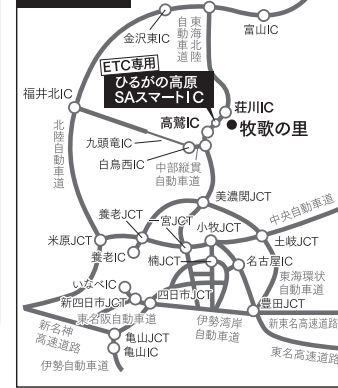 金沢東IC
東海北陸
自動車道
富山IC
ETC専用
ひるがの高原
SAスマートIC
福井北IC
荘川IC
高鷲IC
●牧歌の里
九頭竜IC
白鳥西IC
中部縦貫
自動車道
北陸自動車道
美濃関JCT
中央自動車道
養老JCT
一宮JCT
小牧JCT
米原JCT
土岐JCT
養老IC
楠JCT
名古屋IC
東海環状
自動車道
いなべIC
新四日市JCT
四日市JCT
豊田JCT
東名阪自動車道
伊勢湾岸
自動車道
新東名高速道路
新名神
高速道路
亀山JCT
亀山IC
東名高速道路
伊勢自動車道